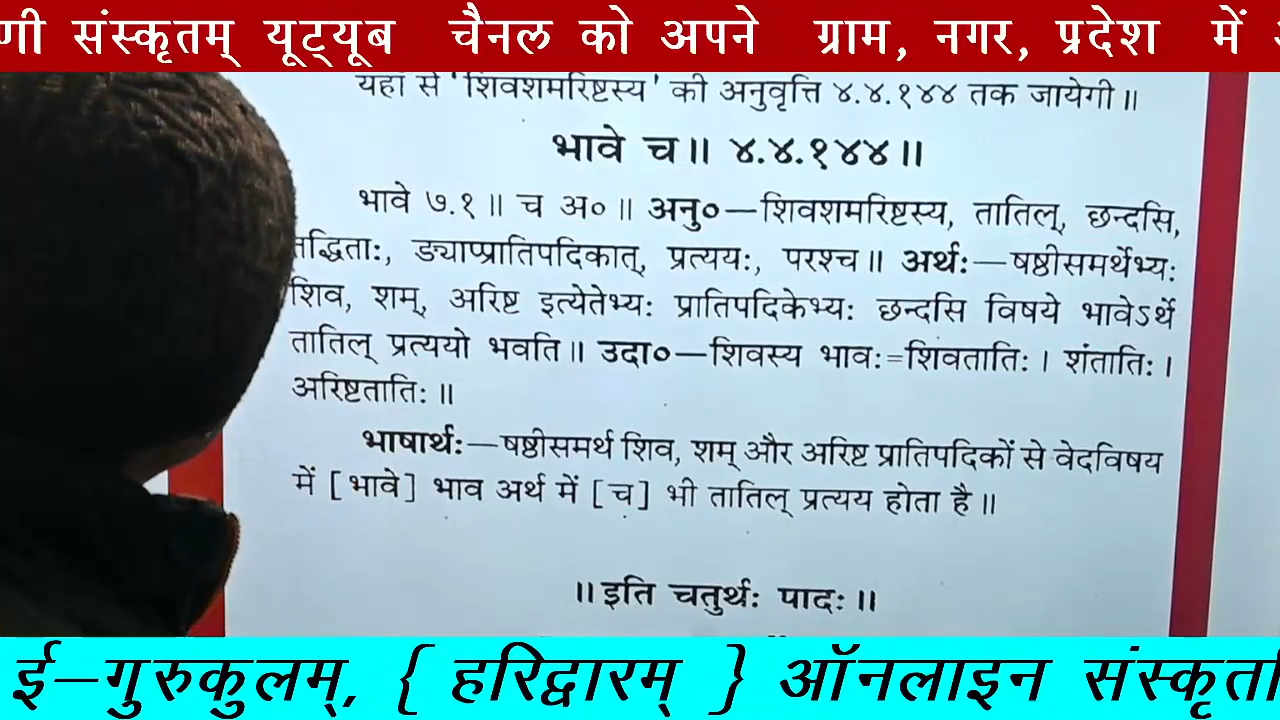 णी संस्कृतम् यूट्यूब चैनल को अपने ग्राम, नगर, प्रदेश में
यहां से 'शिवशमरिष्टस्य' की अनुवृत्ति ४.४.१४४ तक जायेगी॥
भावे च॥ ४.४.१४४॥
भावे ७.१॥ च अ०॥ अनु०—शिवशमरिष्टस्य, तातिल्, छन्दसि,
तद्धिताः, ङ्याप्प्रातिपदिकात्, प्रत्ययः, परश्च॥ अर्थः—षष्ठीसमर्थेभ्यः
शिव, शम्, अरिष्ट इत्येतेभ्यः प्रातिपदिकेभ्यः छन्दसि विषये भावेऽर्थे
तातिल् प्रत्ययो भवति॥ उदा०—शिवस्य भावः=शिवतातिः। शंतातिः।
अरिष्टतातिः॥
भाषार्थः—षष्ठीसमर्थ शिव, शम् और अरिष्ट प्रातिपदिकों से वेदविषय
में [भावे] भाव अर्थ में [च] भी तातिल् प्रत्यय होता है॥
॥इति चतुर्थः पादः॥
ई–गुरुकुलम्, { हरिद्वारम् } ऑनलाइन संस्कृत